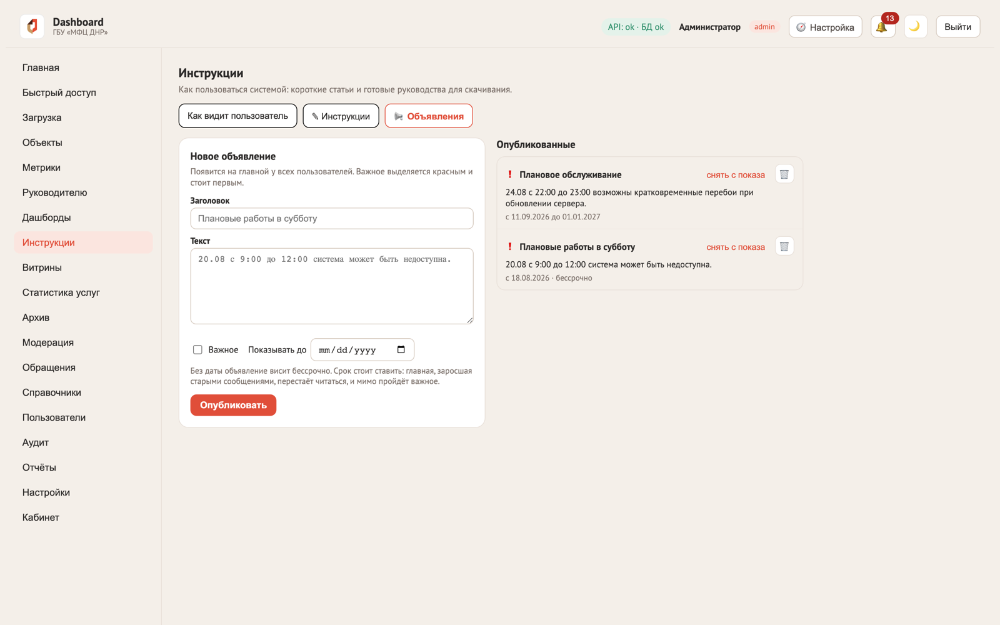 Dashboard
ГБУ «МФЦ ДНР»
API: ok · БД ok
Администратор
admin
Настройка
13
Выйти
Главная
Быстрый доступ
Загрузка
Объекты
Метрики
Руководителю
Дашборды
Инструкции
Витрины
Статистика услуг
Архив
Модерация
Обращения
Справочники
Пользователи
Аудит
Отчёты
Настройки
Кабинет
Инструкции
Как пользоваться системой: короткие статьи и готовые руководства для скачивания.
Как видит пользователь
Инструкции
Объявления
Новое объявление
Появится на главной у всех пользователей. Важное выделяется красным и
стоит первым.
Заголовок
Плановые работы в субботу
Текст
20.08 с 9:00 до 12:00 система может быть недоступна.
Важное
Показывать до
mm/dd/yyyy
Без даты объявление висит бессрочно. Срок стоит ставить: главная, заросшая
старыми сообщениями, перестаёт читаться, и мимо пройдёт важное.
Опубликовать
Опубликованные
! Плановое обслуживание
снять с показа
24.08 с 22:00 до 23:00 возможны кратковременные перебои при
обновлении сервера.
с 11.09.2026 до 01.01.2027
! Плановые работы в субботу
снять с показа
20.08 с 9:00 до 12:00 система может быть недоступна.
с 18.08.2026 · бессрочно